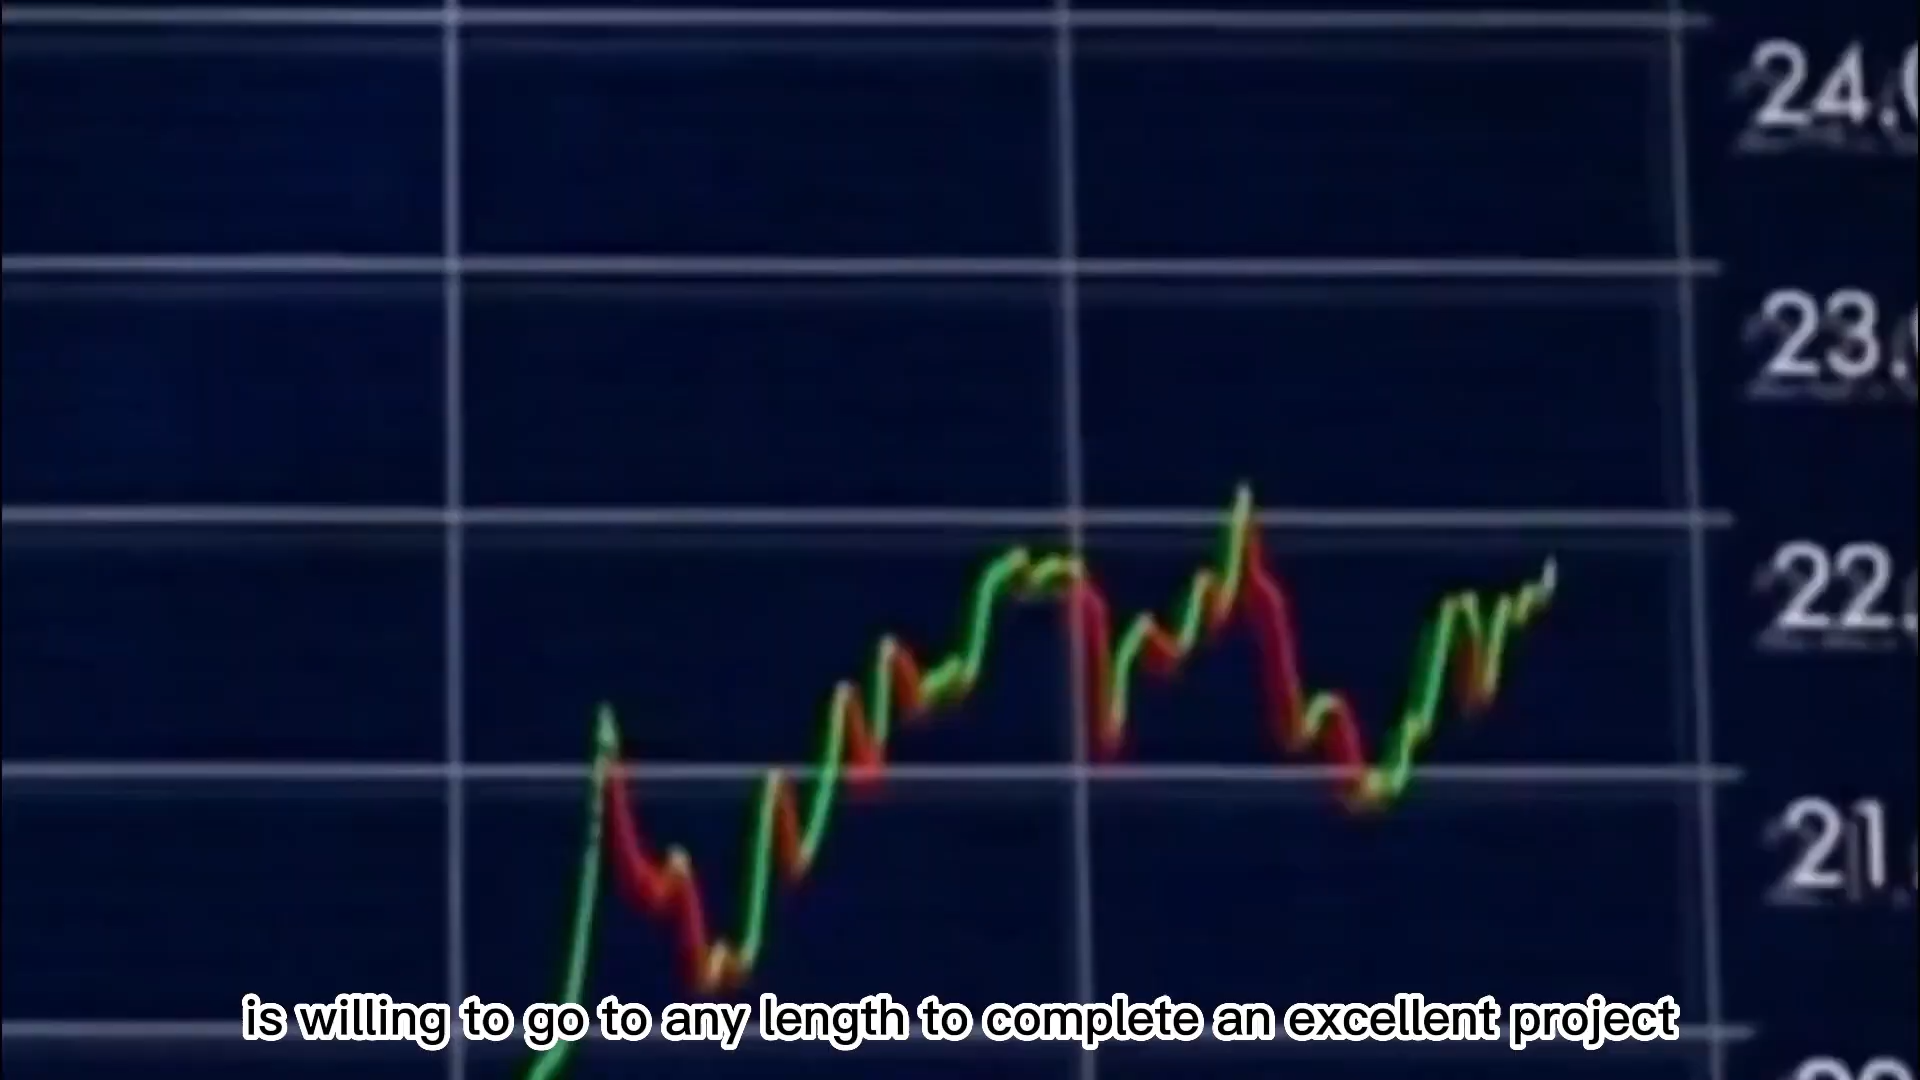 24.
23.
22.
21.
is willing to go to any length to complete an excellent project